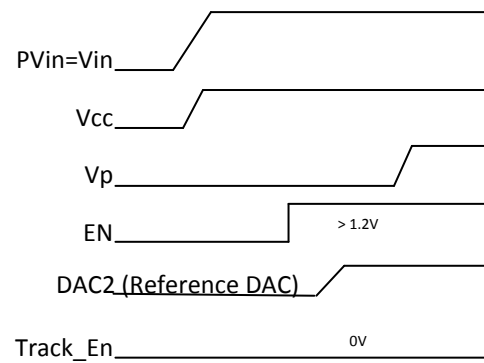 PVin=Vin
Vcc
Vp
EN
> 1.2V
DAC2 (Reference DAC)
Track_En
0V